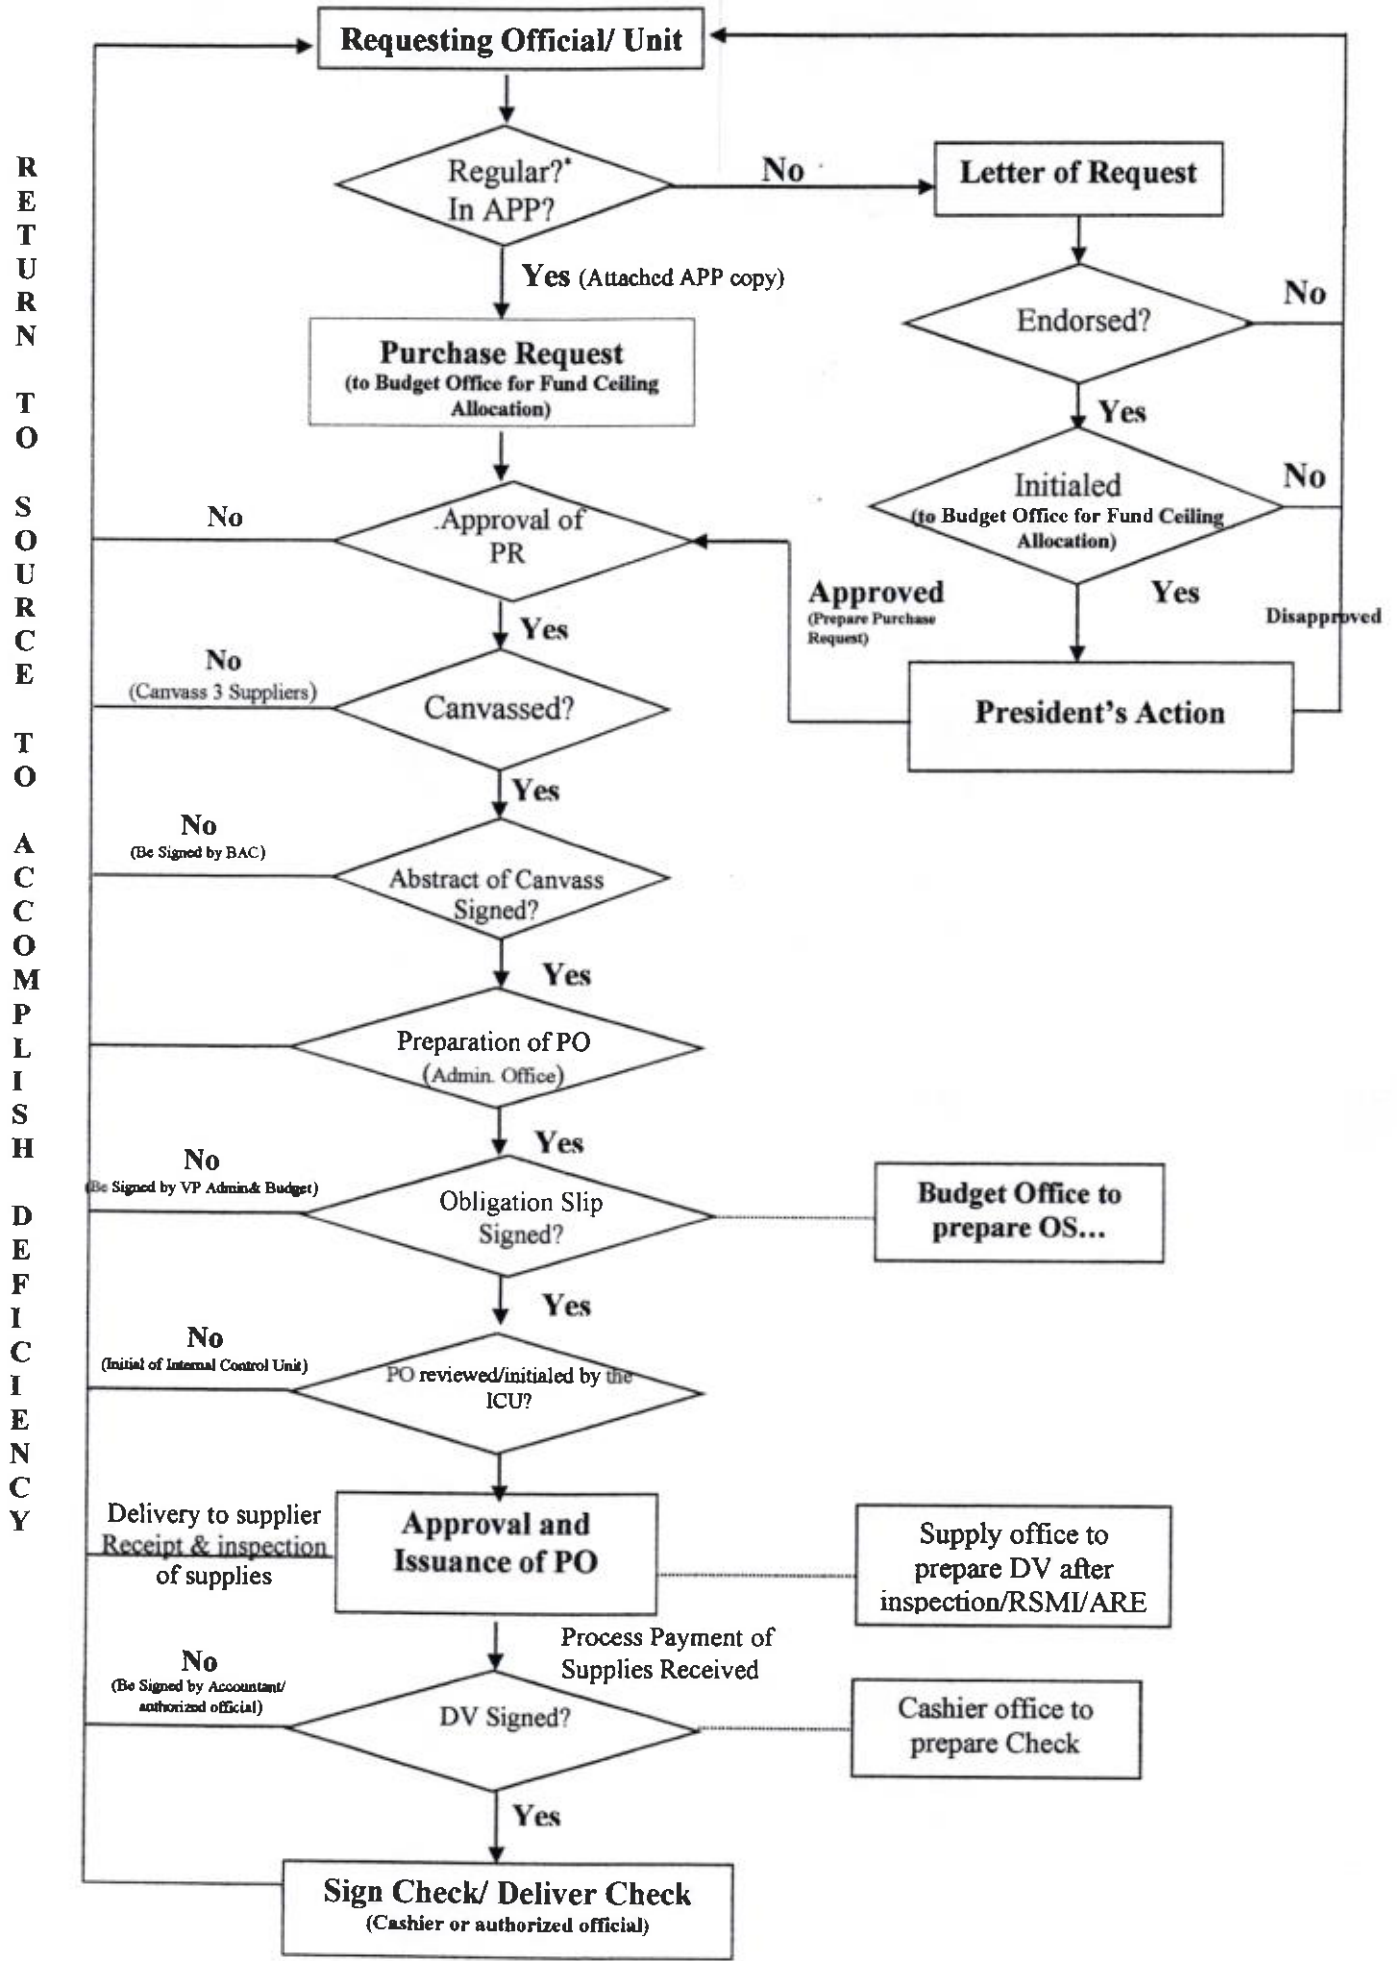 Requesting Official/ Unit
Regular?*
In APP?
No
Letter of Request
Yes (Attached APP copy)
Endorsed?
No
Purchase Request
(to Budget Office for Fund Ceiling
Allocation)
Yes
Initialed
(to Budget Office for Fund Ceiling
Allocation)
No
No
.Approval of
PR
Approved
(Prepare Purchase
Request)
Yes
Disapproved
Yes
President's Action
No
(Canvass 3 Suppliers)
Canvassed?
Yes
No
(Be Signed by BAC)
Abstract of Canvass
Signed?
Yes
Preparation of PO
(Admin. Office)
Yes
No
(Be Signed by VP Admin& Budget)
Obligation Slip
Signed?
Budget Office to
prepare OS...
Yes
No
(Initial of Internal Control Unit)
PO reviewed/initialed by the
ICU?
Delivery to supplier
Receipt & inspection
of supplies
Approval and
Issuance of PO
Supply office to
prepare DV after
inspection/RSMI/ARE
Process Payment of
Supplies Received
No
(Be Signed by Accountant/
authorized official)
DV Signed?
Cashier office to
prepare Check
Yes
Sign Check/ Deliver Check
(Cashier or authorized official)
RETURN TO SOURCE TO ACCOMPLISH DEFICIENCY